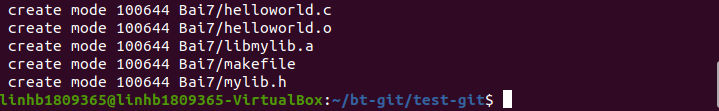 create mode 100644 Bai7/helloworld.c
create mode 100644 Bai7/helloworld.o
create mode 100644 Bai7/libmylib.a
create mode 100644 Bai7/makefile
create mode 100644 Bai7/mylib.h
linhb1809365@linhb1809365-VirtualBox:~/bt-git/test-git$